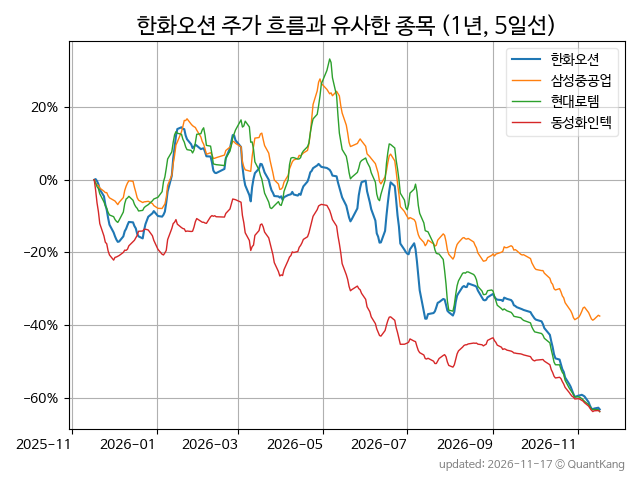 한화오션 주가 흐름과 유사한 종목 (1년, 5일선)
한화오션
삼성중공업
현대로템
동성화인텍
20%
0%
−20%
−40%
−60%
2025−11
2026−01
2026−03
2026−05
2026−07
2026−09
2026−11
updated: 2026-11-17 © QuantKang